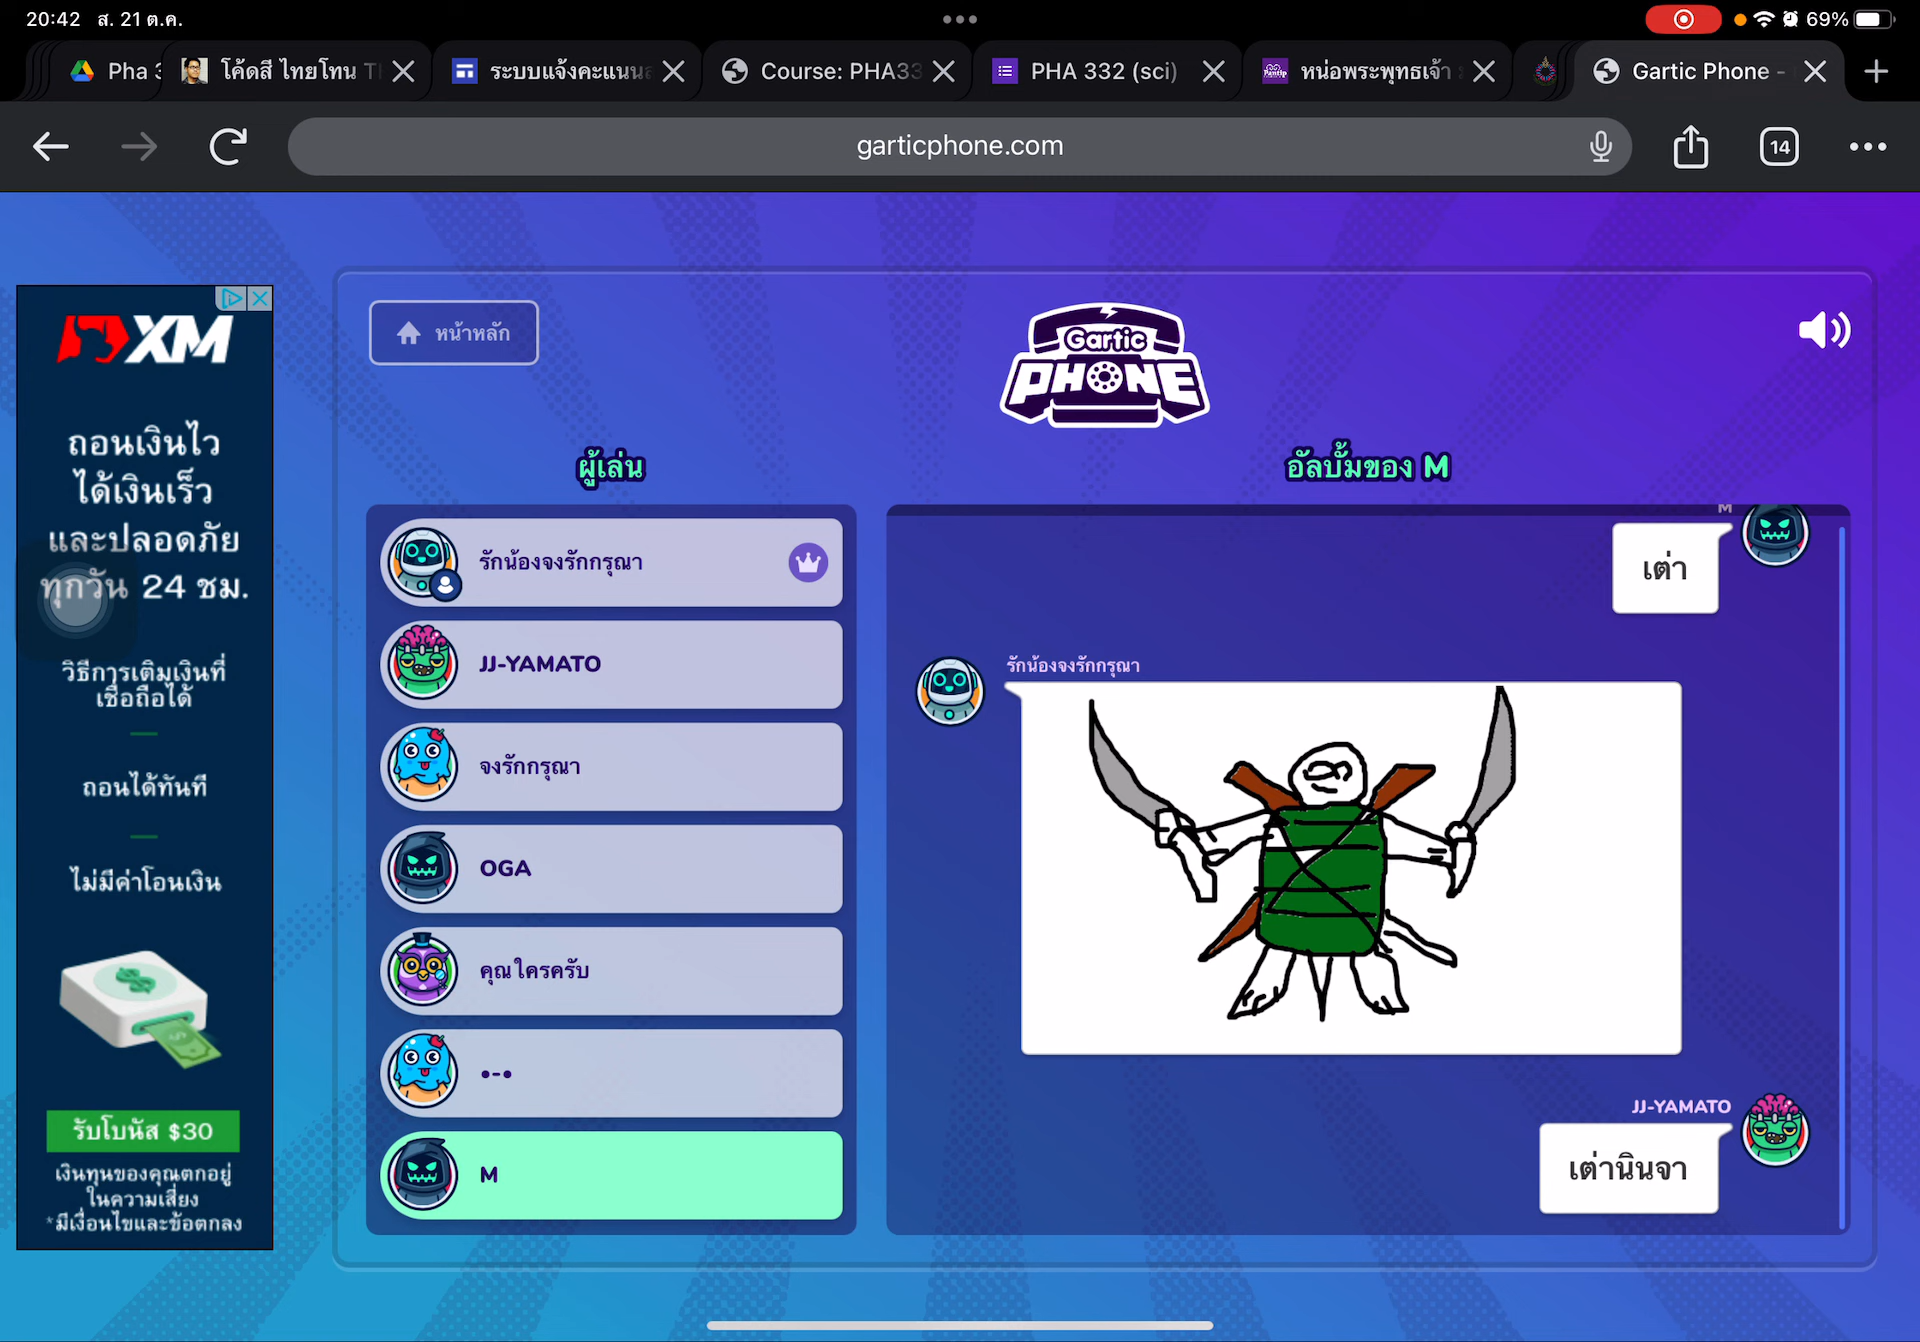 20:42 ส. 21 ต.ค.
69%
Pha 3
โค้ดสี ไทยโทน T
ระบบแจ้งคะแนน
Course: PHA33
PHA 332 (sci)
หน่อพระพุทธเจ้า
Gartic Phone -
garticphone.com
14
XM
ถอนเงินไว
ได้เงินเร็ว
และปลอดภัย
ทุกวัน 24 ชม.
วิธีการเติมเงินที่
เชื่อถือได้
ถอนได้ทันที
ไม่มีค่าโอนเงิน
รับโบนัส $30
เงินทุนของคุณตกอยู่
ในความเสี่ยง
*มีเงื่อนไขและข้อตกลง
หน้าหลัก
Gartic
PHONE
ผู้เล่น
รักน้องจงรักกรุณา
JJ-YAMATO
จงรักกรุณา
OGA
คุณใครครับ
•-•
M
อัลบั้มของ M
M
เต่า
รักน้องจงรักกรุณา
JJ-YAMATO
เต่านินจา